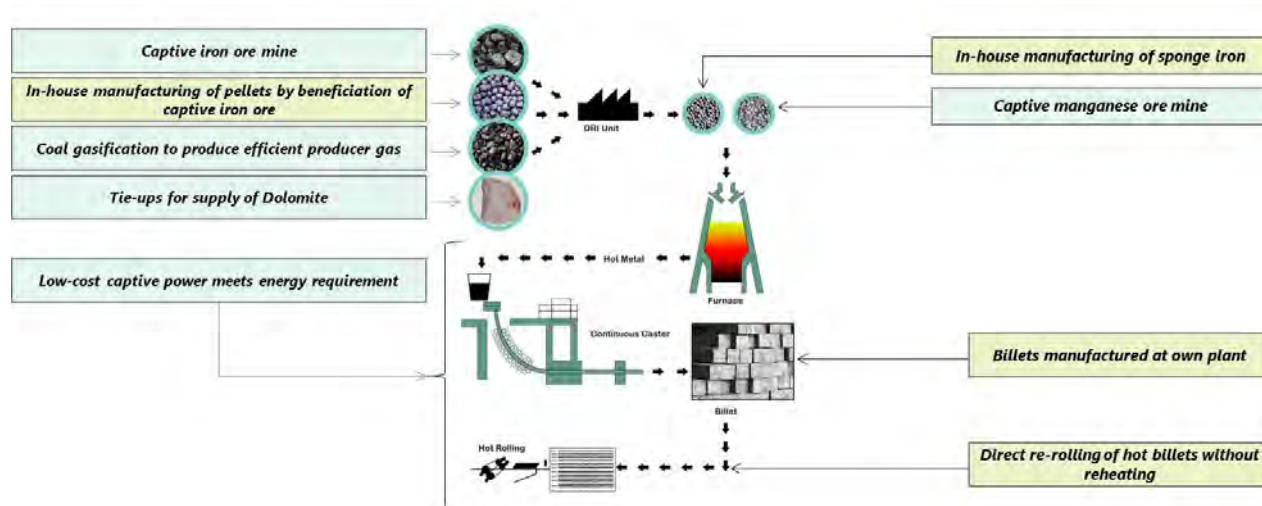 Captive iron ore mine
In-house manufacturing of pellets by beneficiation of
captive iron ore
Coal gasification to produce efficient producer gas
Tie-ups for supply of Dolomite
Low-cost captive power meets energy requirement
DRI Unit
In-house manufacturing of sponge iron
Captive manganese ore mine
Hot Metal
Furnace
Continuous Caster
Billet
Billets manufactured at own plant
Hot Rolling
Direct re-rolling of hot billets without
reheating